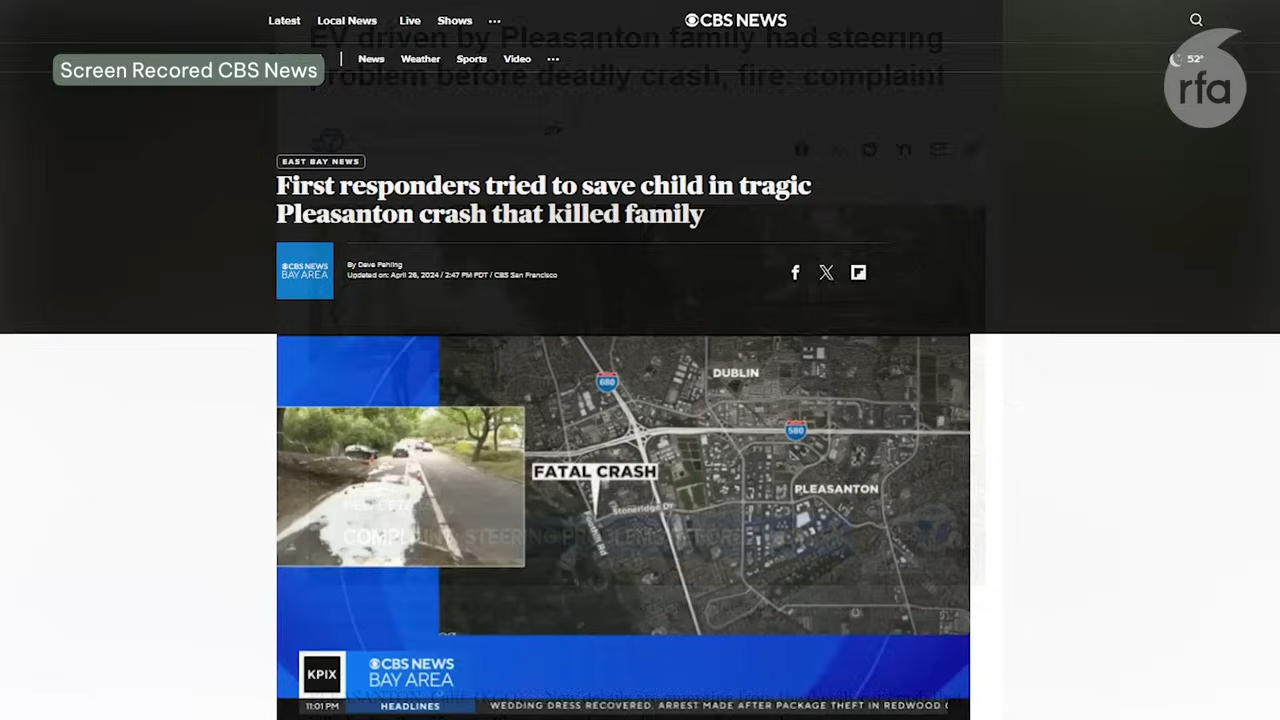 Latest Local News Live Shows ...
CBS NEWS
EV driven by Pleasanton family had steering
News Weather Sports Video ...
52°
Screen Recored CBS News
problem before deadly crash, fire: complaint
rfa
EAST BAY NEWS
First responders tried to save child in tragic
Pleasanton crash that killed family
CBS NEWS
BAY AREA
By Dave Pehling
Updated on: April 26, 2024 / 2:47 PM PDT / CBS San Francisco
680
DUBLIN
580
FATAL CRASH
PLEASANTON
Stoneridge Dr
Foothill Rd
KPIX
CBS NEWS
BAY AREA
11:01 PM
HEADLINES
WEDDING DRESS RECOVERED, ARREST MADE AFTER PACKAGE THEFT IN REDWOOD